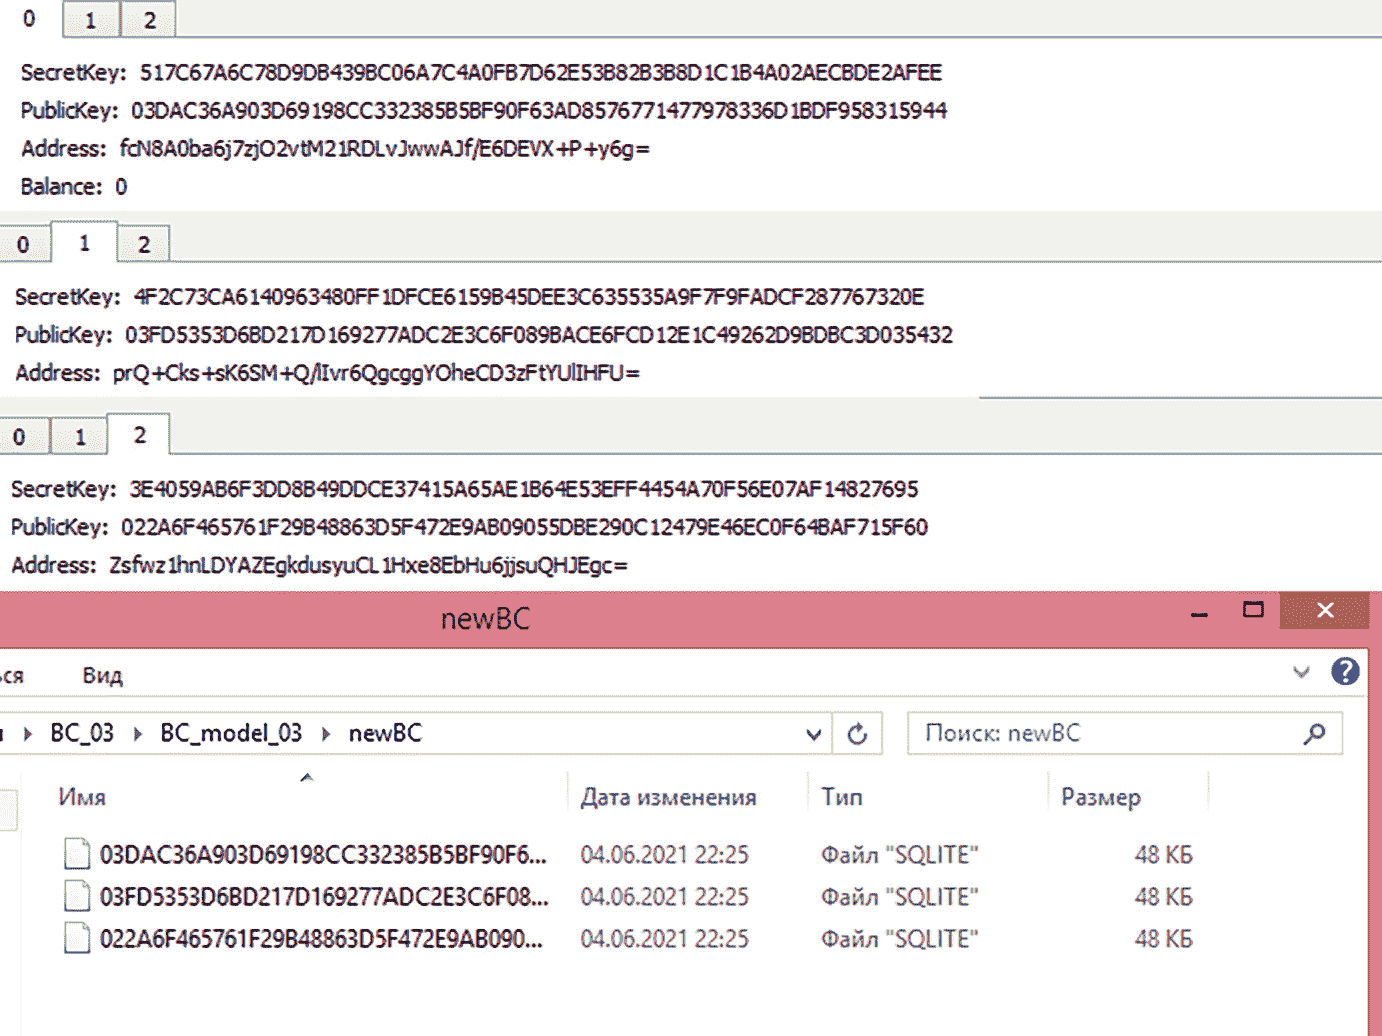 0 1 2
SecretKey: 517C67A6C78D9DB439BC06A7C4A0FB7D62E53B82B3B8D1C1B4A02AECBDE2AFEE
PublicKey: 03DAC36A903D69198CC332385B5BF90F63AD8576771477978336D1BDF958315944
Address: fcN8A0ba6j7zjO2vtM21RDLvJwwAJf/E6DEVX+P+y6g=
Balance: 0
0 1 2
SecretKey: 4F2C73CA6140963480FF1DFCE6159B45DEE3C635535A9F7F9FADCF287767320E
PublicKey: 03FD5353D6BD217D169277ADC2E3C6F089BACE6FCD12E1C49262D9BDBC3D035432
Address: prQ+Cks+sK6SM+Q/lIvr6QgcggYOheCD3zFtYUlIHFU=
0 1 2
SecretKey: 3E4059AB6F3DD8B49DDCE37415A65AE1B64E53EFF4454A70F56E07AF14827695
PublicKey: 022A6F465761F29B48863D5F472E9AB09055DBE290C12479E46EC0F64BAF715F60
Address: Zsfwz1hnLDYAZEgkdusyuCL1Hxe8EbHu6jjsuQHJEgc=
newBC
ся Вид
BC_03 BC_model_03 newBC Поиск: newBC
Имя Дата изменения Тип Размер
03DAC36A903D69198CC332385B5BF90F6... 04.06.2021 22:25 Файл "SQLITE" 48 КБ
03FD5353D6BD217D169277ADC2E3C6F08... 04.06.2021 22:25 Файл "SQLITE" 48 КБ
022A6F465761F29B48863D5F472E9AB090... 04.06.2021 22:25 Файл "SQLITE" 48 КБ